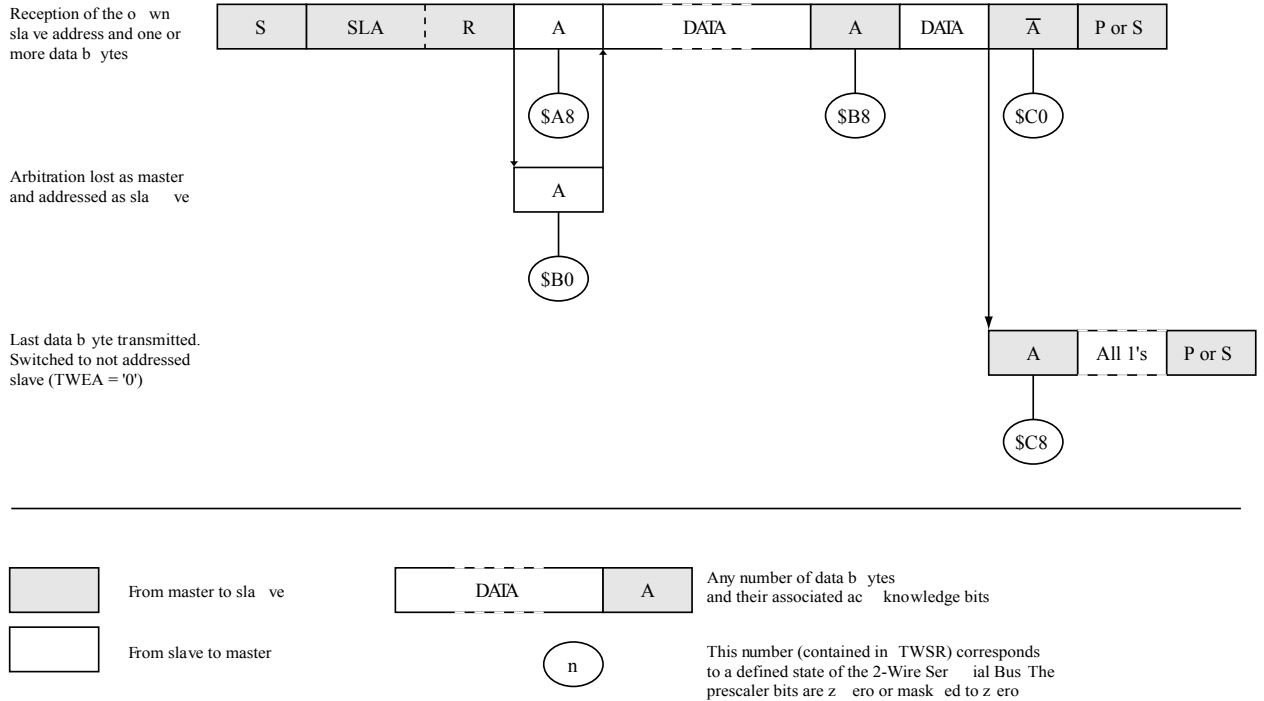 Reception of the o wn
sla ve address and one or
more data b ytes
S SLA R A DATA A DATA A P or S
$A8 $B8 $C0
Arbitration lost as master
and addressed as sla ve
A
$B0
Last data b yte transmitted.
Switched to not addressed
slave (TWEA = '0')
A All 1's P or S
$C8
From master to sla ve
DATA A
Any number of data b ytes
and their associated ac knowledge bits
From slave to master
n
This number (contained in TWSR) corresponds
to a defined state of the 2-Wire Ser ial Bus The
prescaler bits are z ero or mask ed to z ero